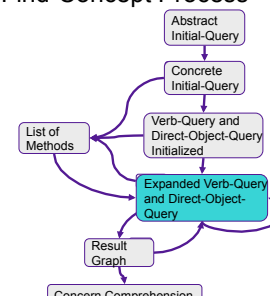 Find-Concept Process
Abstract
Initial-Query
Concrete
Initial-Query
List of
Methods
Verb-Query and
Direct-Object-Query
Initialized
Expanded Verb-Query
and Direct-Object-
Query
Result
Graph
Concern Comprehension